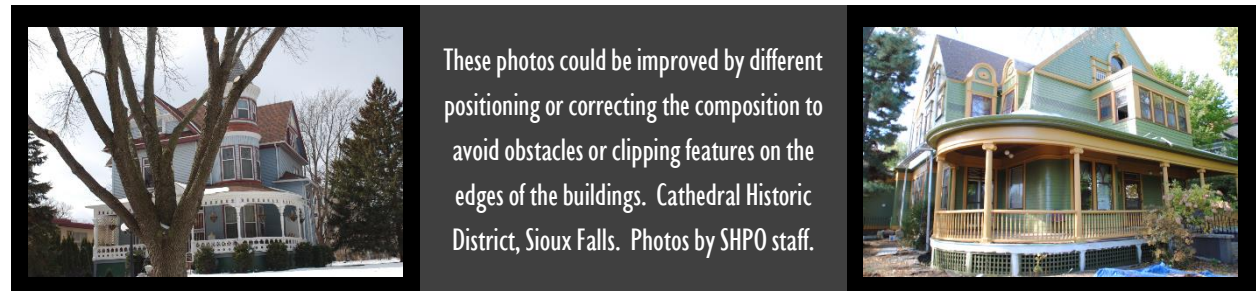 These photos could be improved by different
positioning or correcting the composition to
avoid obstacles or clipping features on the
edges of the buildings.  Cathedral Historic
District, Sioux Falls.  Photos by SHPO staff.